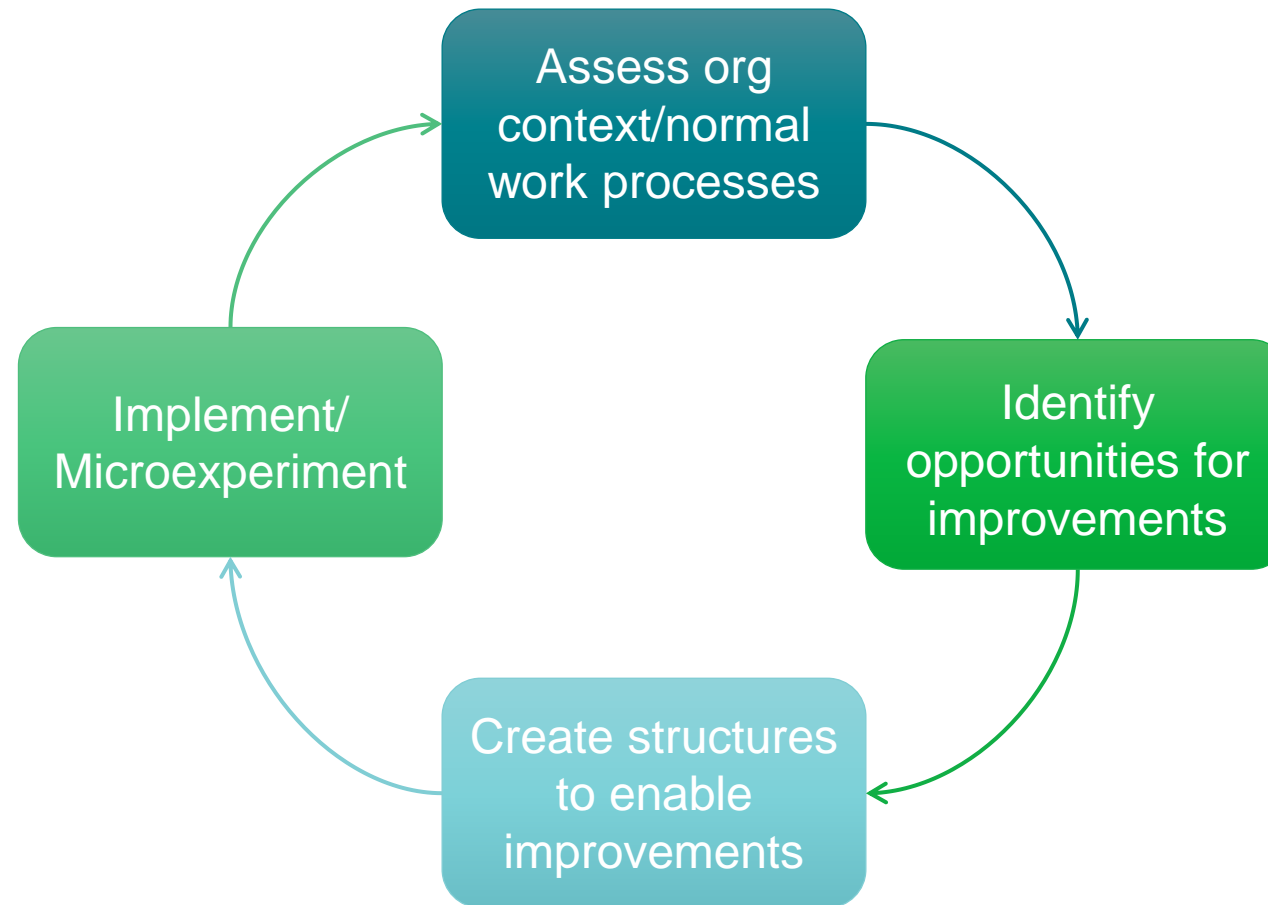 Assess org
context/normal
work processes
Identify
opportunities for
improvements
Create structures
to enable
improvements
Implement/
Microexperiment